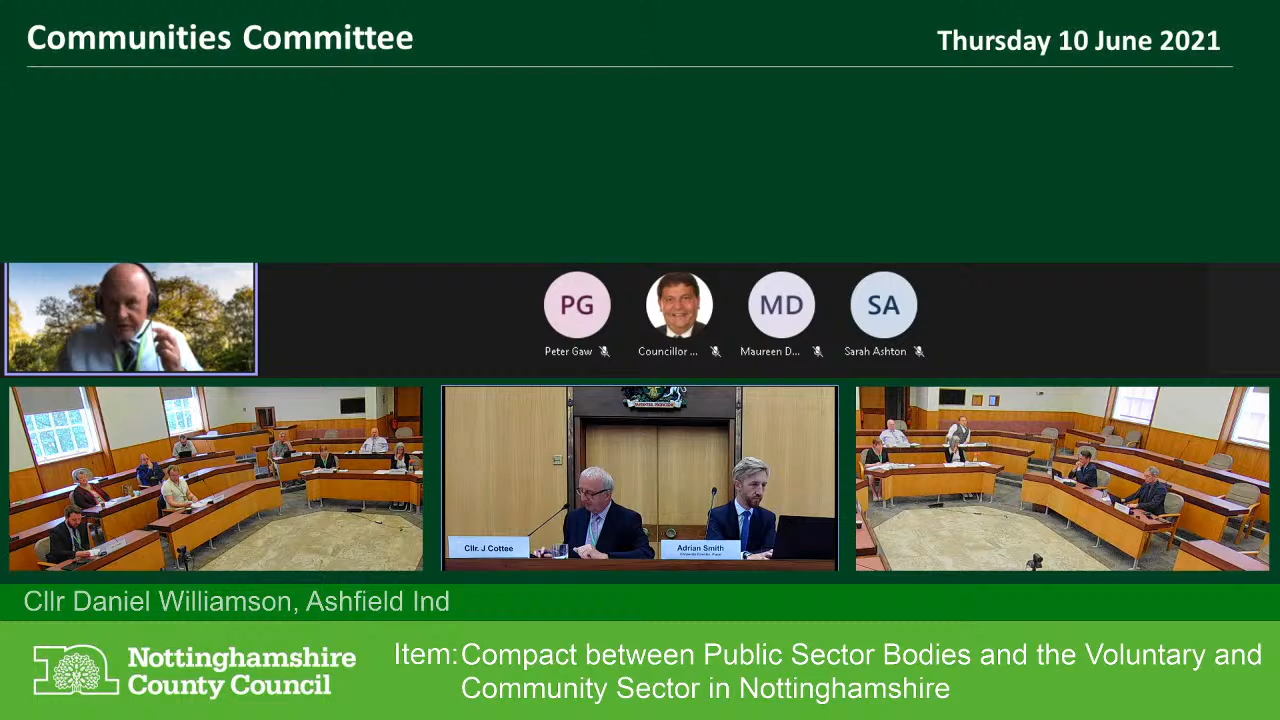 Communities Committee
Thursday 10 June 2021
PG
MD
SA
Peter Gaw
Councillor ...
Maureen D...
Sarah Ashton
Cllr. J Cottee
Adrian Smith
Cllr Daniel Williamson, Ashfield Ind
Nottinghamshire
County Council
Item: Compact between Public Sector Bodies and the Voluntary and
Community Sector in Nottinghamshire